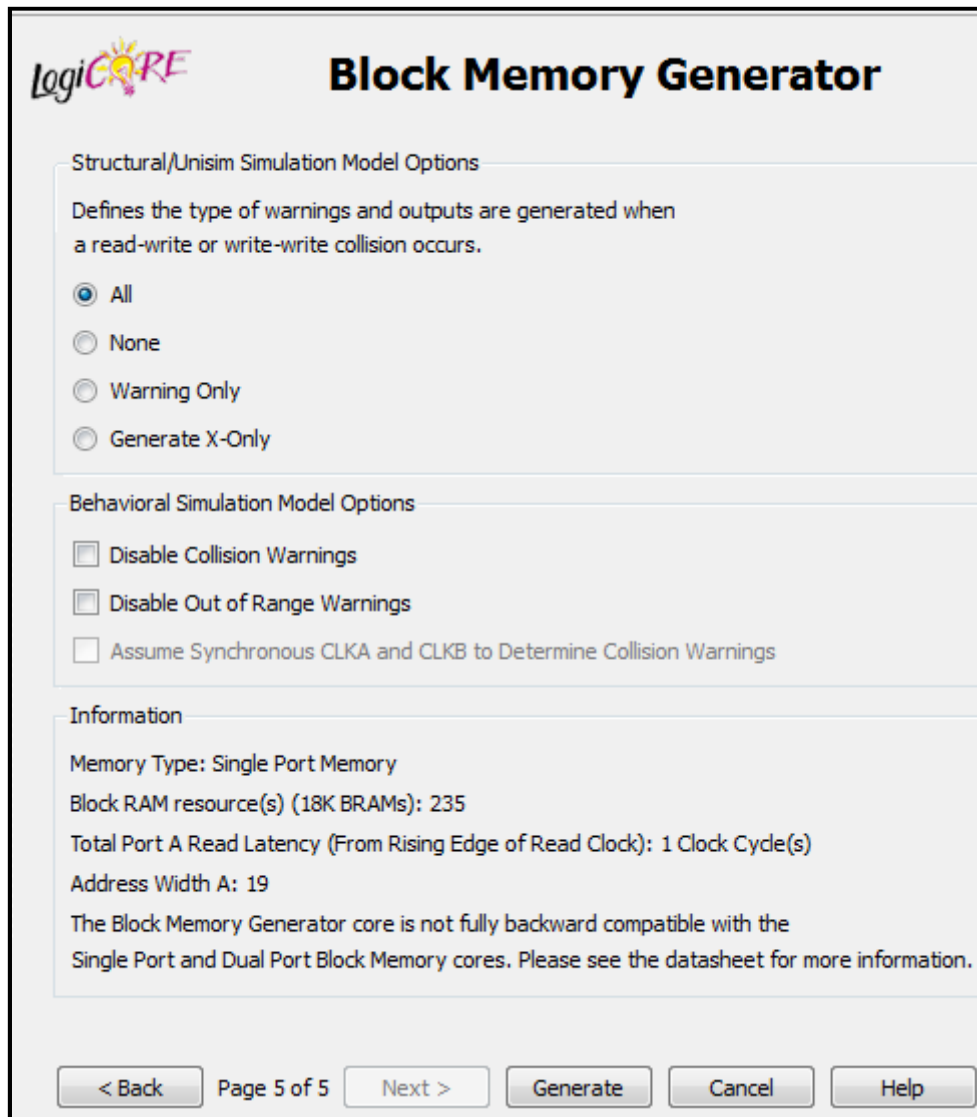 LogiCORE
Block Memory Generator
Structural/Unisim Simulation Model Options
Defines the type of warnings and outputs are generated when
a read-write or write-write collision occurs.
All
None
Warning Only
Generate X-Only
Behavioral Simulation Model Options
Disable Collision Warnings
Disable Out of Range Warnings
Assume Synchronous CLKA and CLKB to Determine Collision Warnings
Information
Memory Type: Single Port Memory
Block RAM resource(s) (18K BRAMs): 235
Total Port A Read Latency (From Rising Edge of Read Clock): 1 Clock Cycle(s)
Address Width A: 19
The Block Memory Generator core is not fully backward compatible with the
Single Port and Dual Port Block Memory cores. Please see the datasheet for more information.
< Back Page 5 of 5 Next > Generate Cancel Help